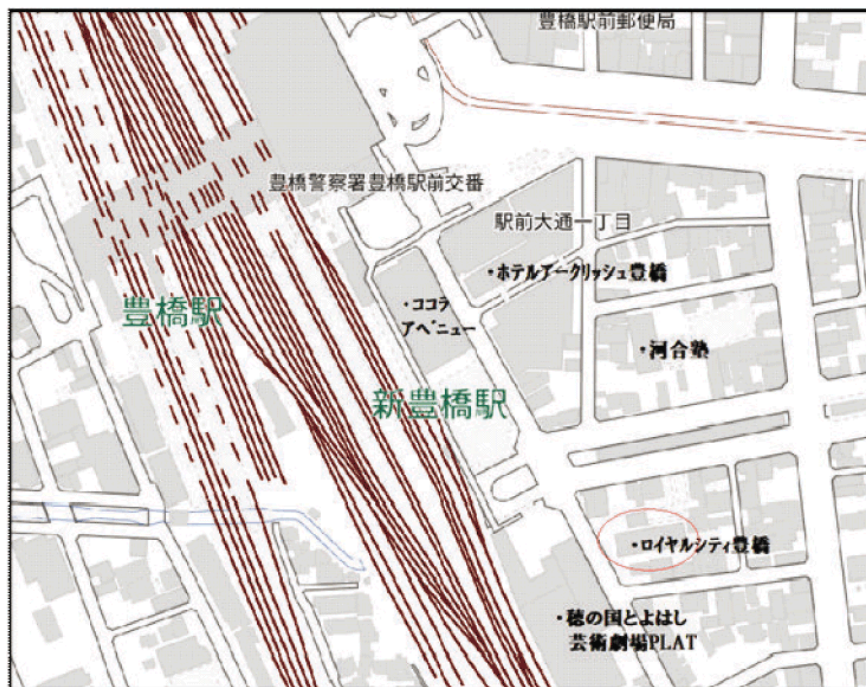 豊橋駅前郵便局
豊橋警察署豊橋駅前交番
駅前大通一丁目
・ホテルアークリッシュ豊橋
豊橋駅
・ココラ
アベニュー
・河合塾
新豊橋駅
・ロイヤルシティ豊橋
・穂の国とよはし
芸術劇場PLAT